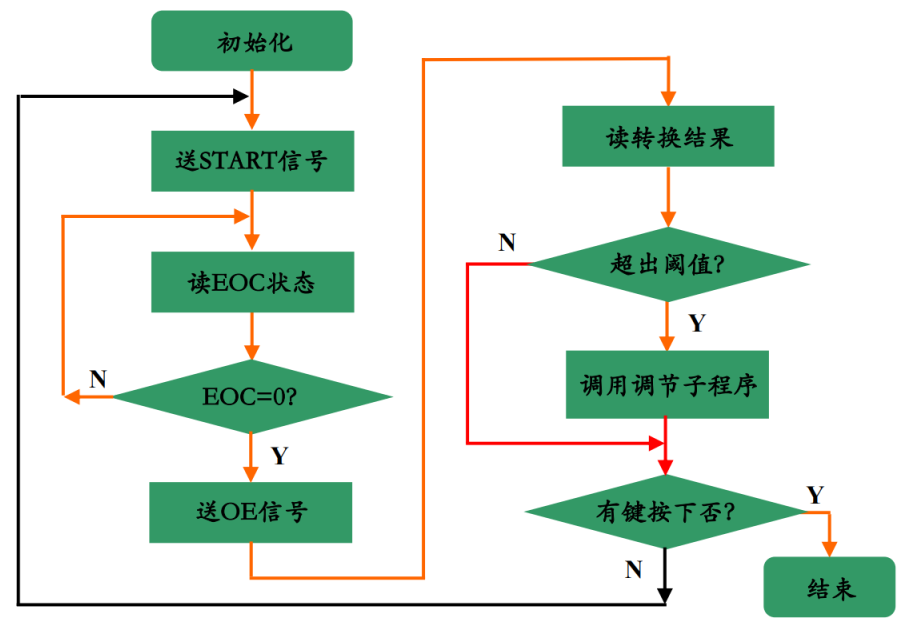 初始化
送START信号
读EOC状态
N
EOC=0?
Y
送OE信号
读转换结果
N
超出阈值?
Y
调用调节子程序
有键按下否?
Y
N
结束